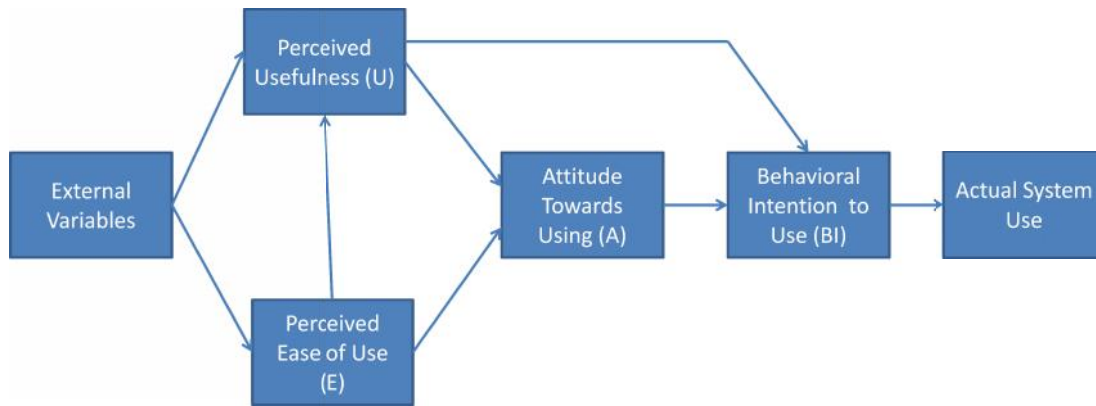 Perceived
Usefulness (U)
External
Variables
Perceived
Ease of Use
(E)
Attitude
Towards
Using (A)
Behavioral
Intention to
Use (BI)
Actual System
Use